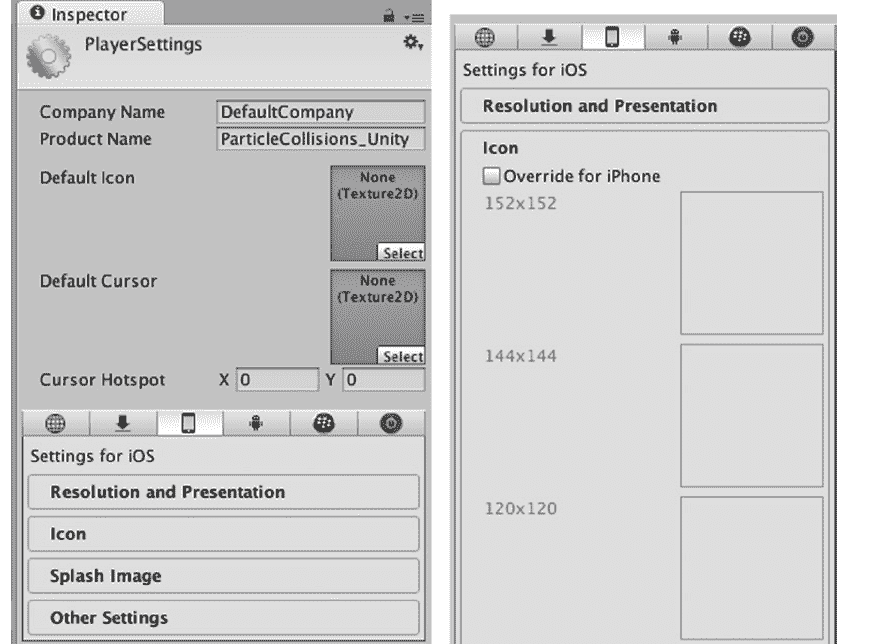 Inspector
PlayerSettings
Company Name DefaultCompany
Product Name ParticleCollisions_Unity
Default Icon
None
(Texture2D)
Select
Default Cursor
None
(Texture2D)
Select
Cursor Hotspot X 0 Y 0
Settings for iOS
Resolution and Presentation
Icon
Splash Image
Other Settings
Settings for iOS
Resolution and Presentation
Icon
Override for iPhone
152x152
144x144
120x120